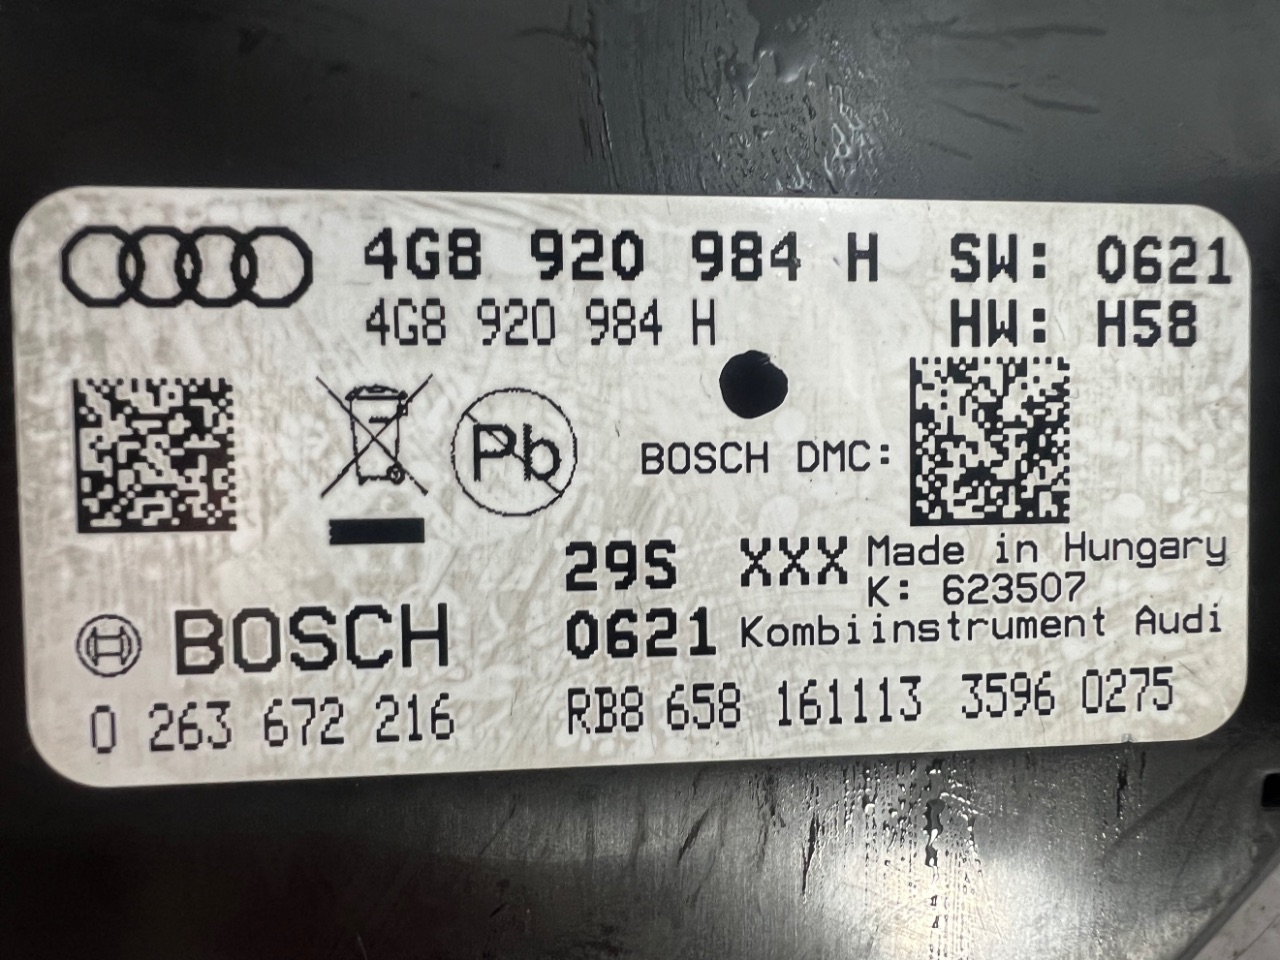 4G8 920 984 H SW: 0621
4G8 920 984 H HW: H58
Pb
BOSCH DMC:
29S XXX Made in Hungary
K: 623507
BOSCH 0621 Kombiinstrument Audi
0 263 672 216 RB8 658 161113 3596 0275